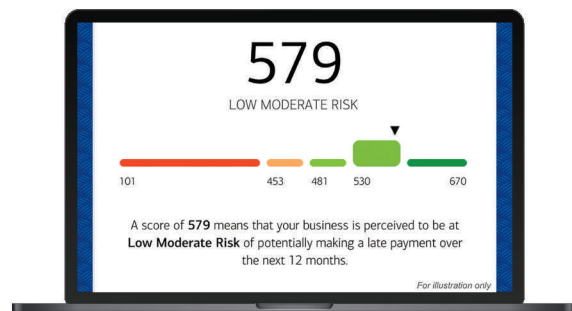 579
LOW MODERATE RISK
101 453 481 530 670
A score of 579 means that your business is perceived to be at
Low Moderate Risk of potentially making a late payment over
the next 12 months.
For illustration only